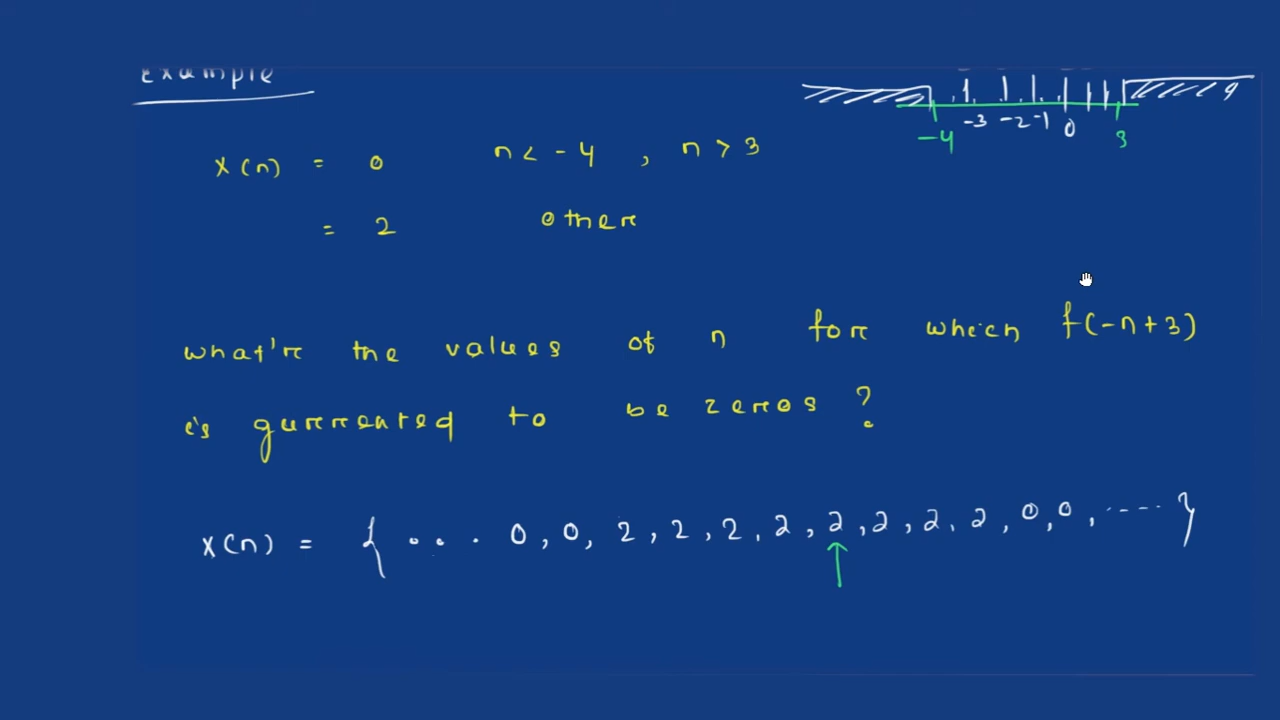 Example
-4 -3 -2 -1 0 3
x(n) = 0 n < -4 , n > 3
= 2 other
what're the values of n for which f(-n+3)
is gurrented to be zeros ?
x(n) = { ... 0, 0, 2, 2, 2, 2, 2, 2, 2, 2, 0, 0, ..... }